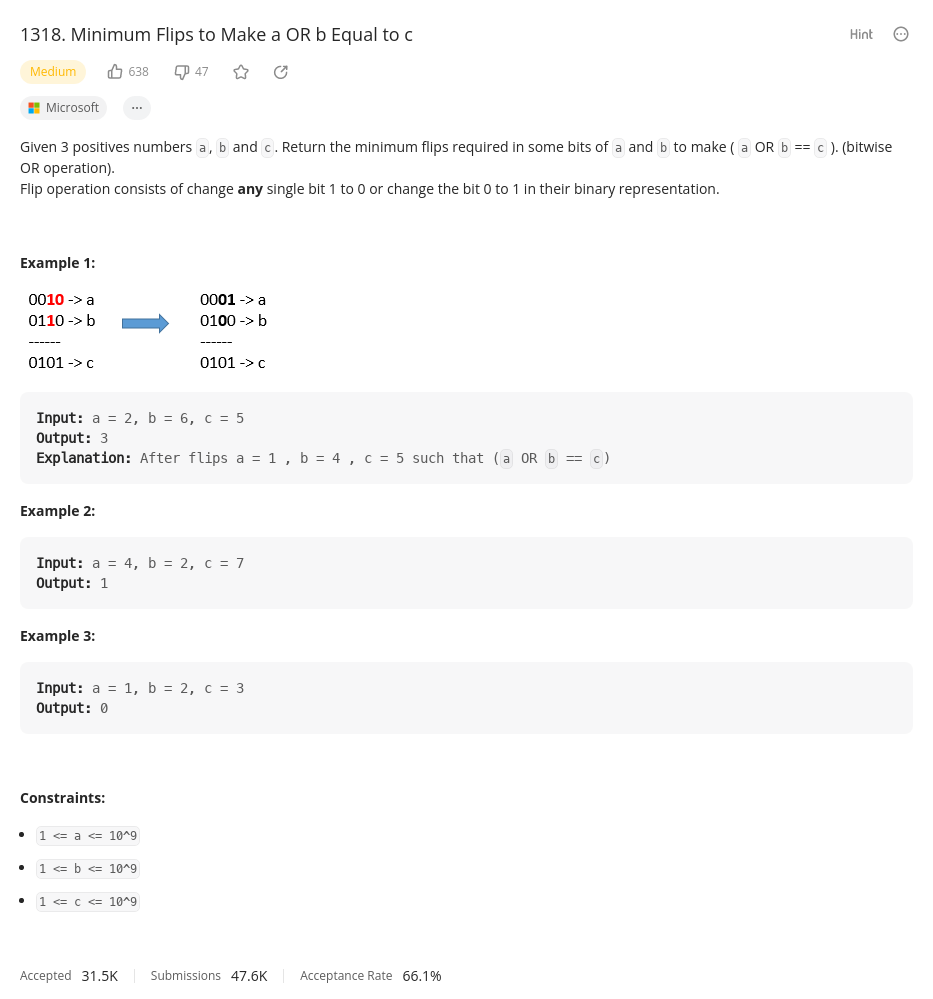 1318. Minimum Flips to Make a OR b Equal to c
Hint
Medium 638 47
Microsoft ...
Given 3 positives numbers a, b and c. Return the minimum flips required in some bits of a and b to make ( a OR b == c ). (bitwise
OR operation).
Flip operation consists of change any single bit 1 to 0 or change the bit 0 to 1 in their binary representation.
Example 1:
0010 -> a 0001 -> a
0110 -> b 0100 -> b
------ ------
0101 -> c 0101 -> c
Input: a = 2, b = 6, c = 5
Output: 3
Explanation: After flips a = 1 , b = 4 , c = 5 such that (a OR b == c)
Example 2:
Input: a = 4, b = 2, c = 7
Output: 1
Example 3:
Input: a = 1, b = 2, c = 3
Output: 0
Constraints:
• 1 <= a <= 10^9
• 1 <= b <= 10^9
• 1 <= c <= 10^9
Accepted 31.5K Submissions 47.6K Acceptance Rate 66.1%